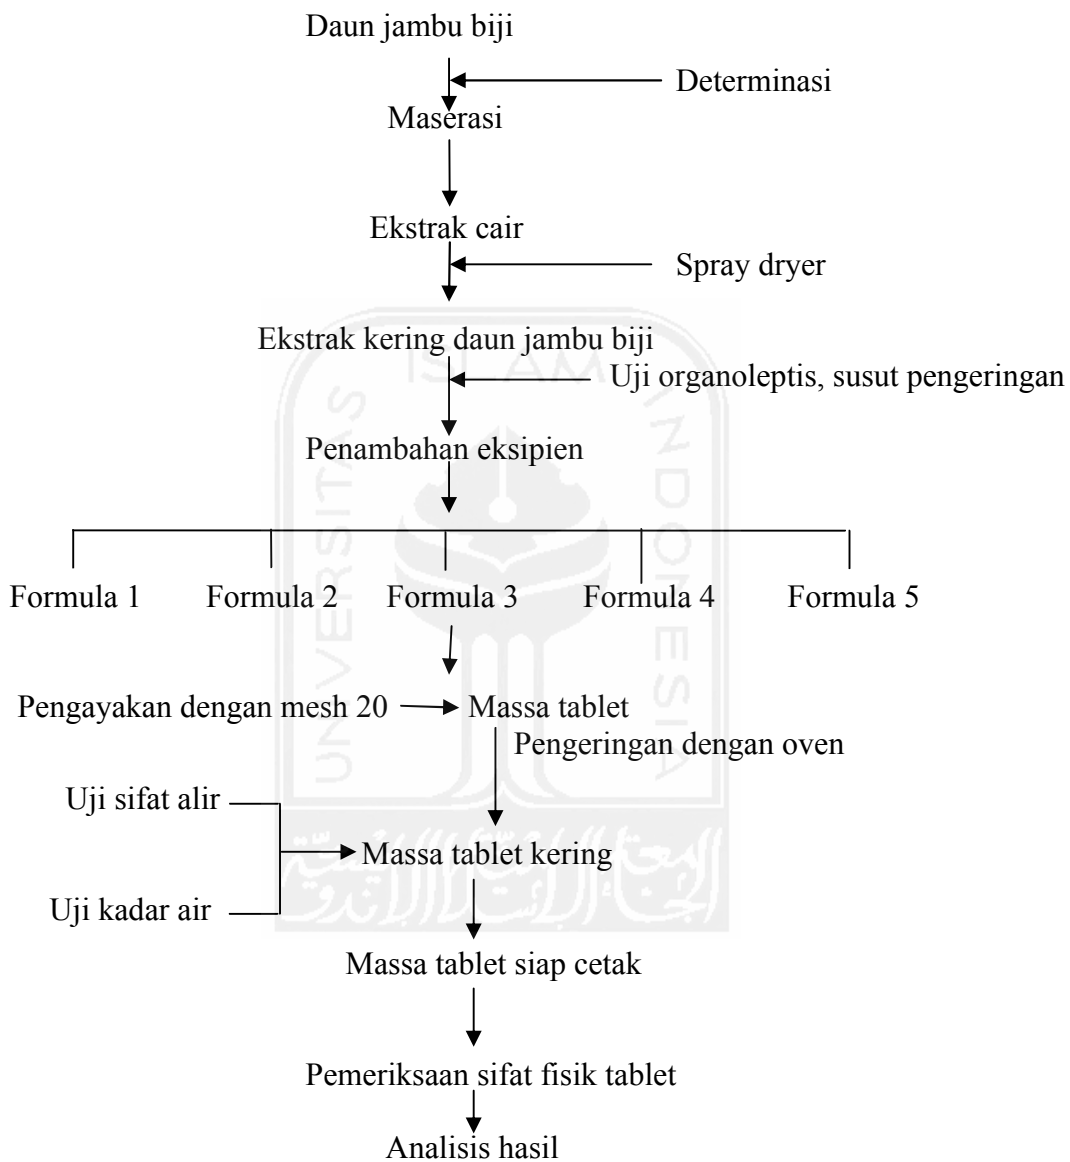 Daun jambu biji
Determinasi
Maserasi
Ekstrak cair
Spray dryer
Ekstrak kering daun jambu biji
Uji organoleptis, susut pengeringan
Penambahan eksipien
Formula 1 Formula 2 Formula 3 Formula 4 Formula 5
Pengayakan dengan mesh 20 Massa tablet
Pengeringan dengan oven
Uji sifat alir
Massa tablet kering
Uji kadar air
Massa tablet siap cetak
Pemeriksaan sifat fisik tablet
Analisis hasil
UNIVERSITAS
ISLAM
INDONESIA